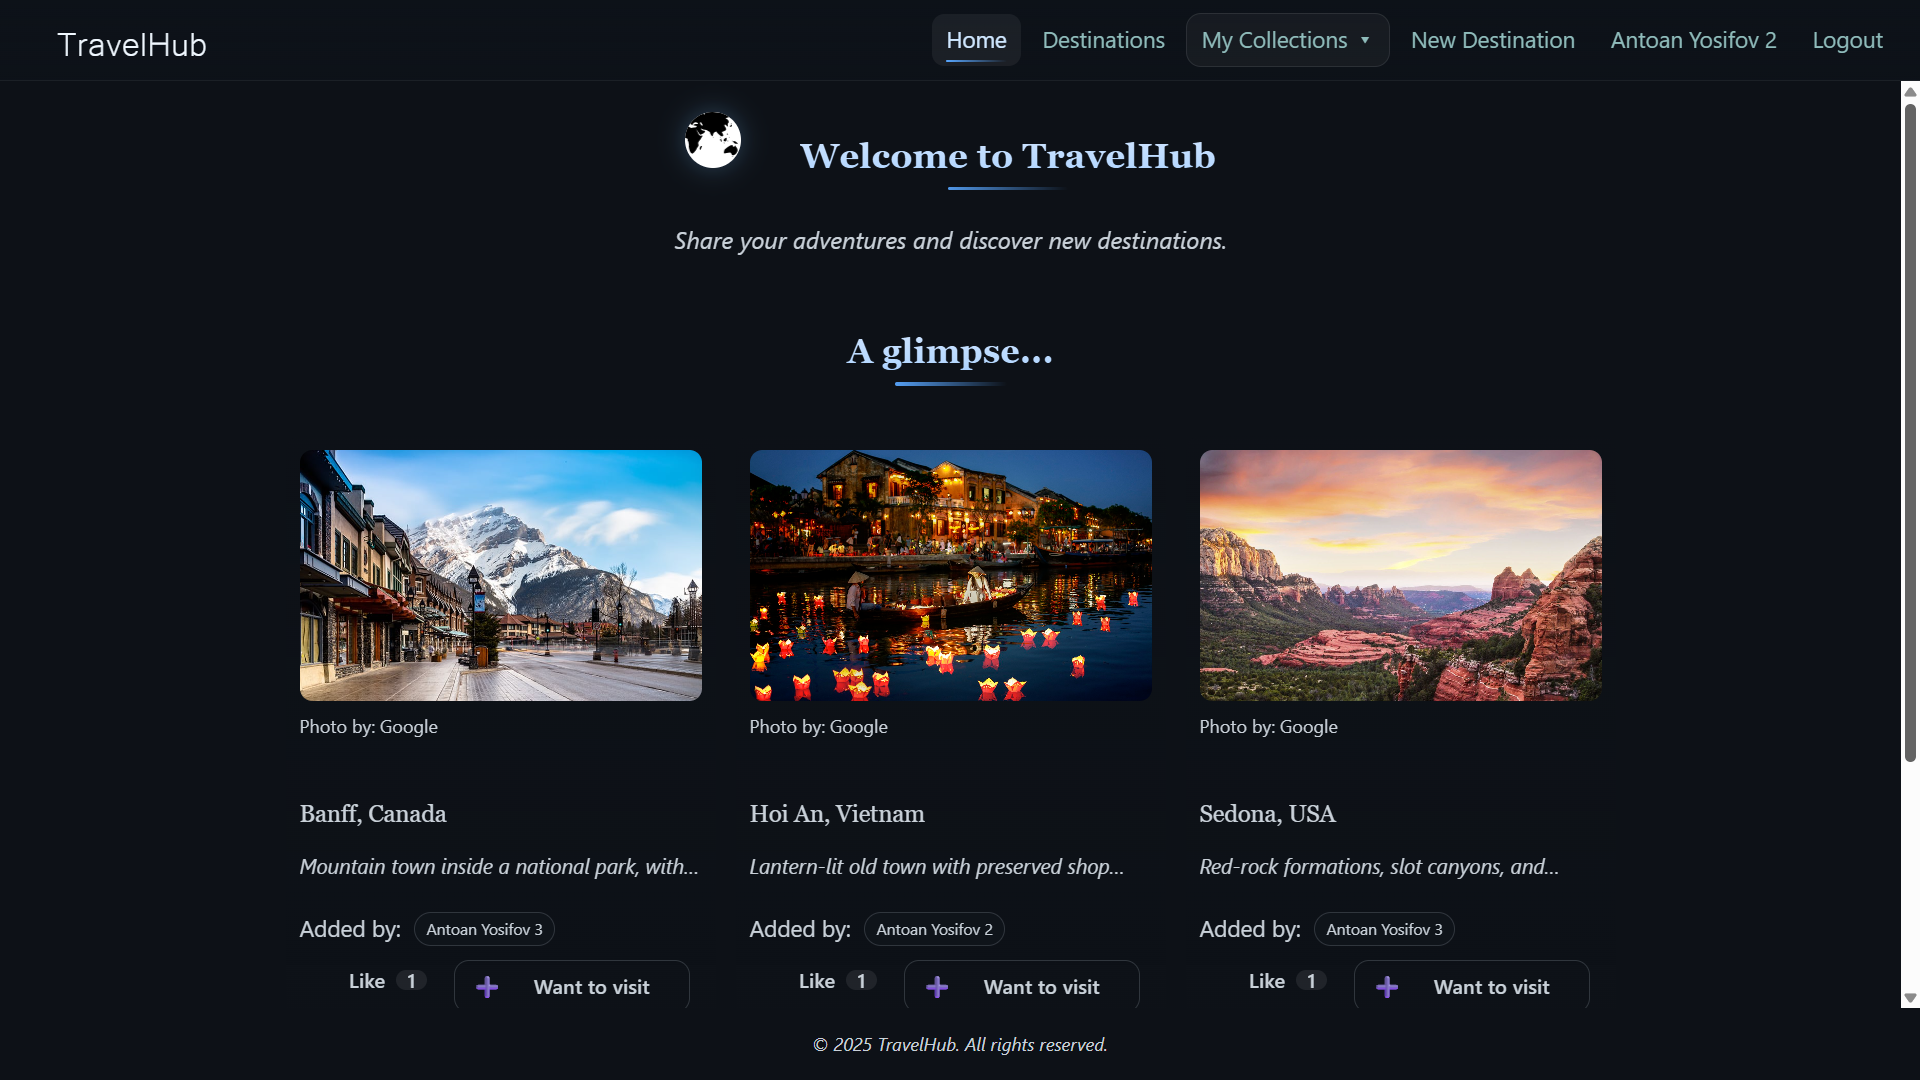 TravelHub
Home
Destinations
My Collections ▼
New Destination
Antoan Yosifov 2
Logout
Welcome to TravelHub
Share your adventures and discover new destinations.
A glimpse...
Photo by: Google
Photo by: Google
Photo by: Google
Banff, Canada
Hoi An, Vietnam
Sedona, USA
Mountain town inside a national park, with...
Lantern-lit old town with preserved shop...
Red-rock formations, slot canyons, and...
Added by: Antoan Yosifov 3
Added by: Antoan Yosifov 2
Added by: Antoan Yosifov 3
Like 1
Want to visit
Like 1
Want to visit
Like 1
Want to visit
© 2025 TravelHub. All rights reserved.